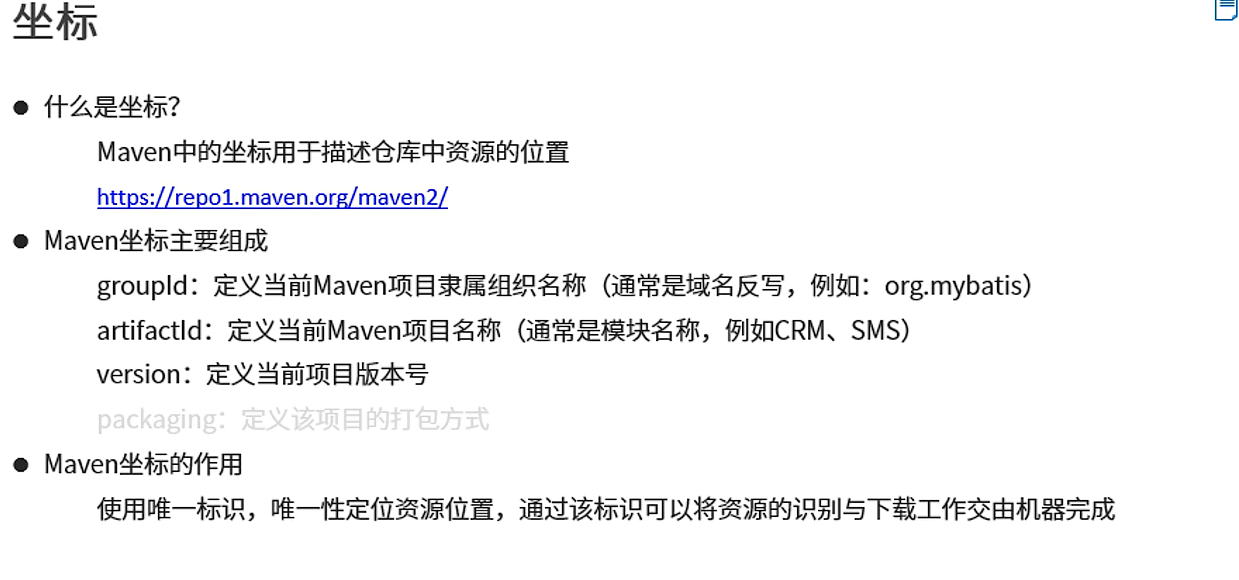 坐标
● 什么是坐标？
Maven中的坐标用于描述仓库中资源的位置
https://repo1.maven.org/maven2/
● Maven坐标主要组成
groupId：定义当前Maven项目隶属组织名称（通常是域名反写，例如：org.mybatis）
artifactId：定义当前Maven项目名称（通常是模块名称，例如CRM、SMS）
version：定义当前项目版本号
packaging：定义该项目的打包方式
● Maven坐标的作用
使用唯一标识，唯一性定位资源位置，通过该标识可以将资源的识别与下载工作交由机器完成